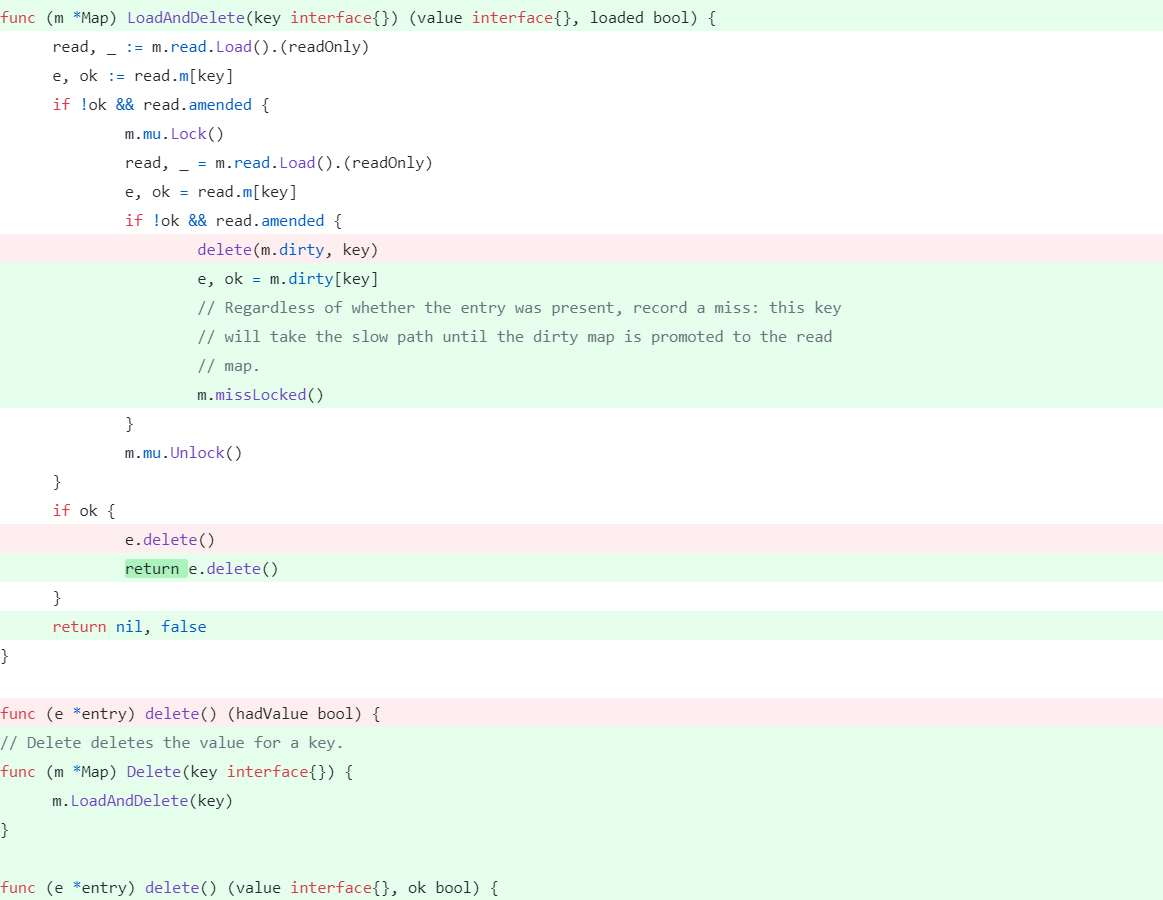 func (m *Map) LoadAndDelete(key interface{}) (value interface{}, loaded bool) {
read, _ := m.read.Load().(readOnly)
e, ok := read.m[key]
if !ok && read.amended {
m.mu.Lock()
read, _ = m.read.Load().(readOnly)
e, ok = read.m[key]
if !ok && read.amended {
delete(m.dirty, key)
e, ok = m.dirty[key]
// Regardless of whether the entry was present, record a miss: this key
// will take the slow path until the dirty map is promoted to the read
// map.
m.missLocked()
}
m.mu.Unlock()
}
if ok {
e.delete()
return e.delete()
}
return nil, false
}
func (e *entry) delete() (hadValue bool) {
// Delete deletes the value for a key.
func (m *Map) Delete(key interface{}) {
m.LoadAndDelete(key)
}
func (e *entry) delete() (value interface{}, ok bool) {